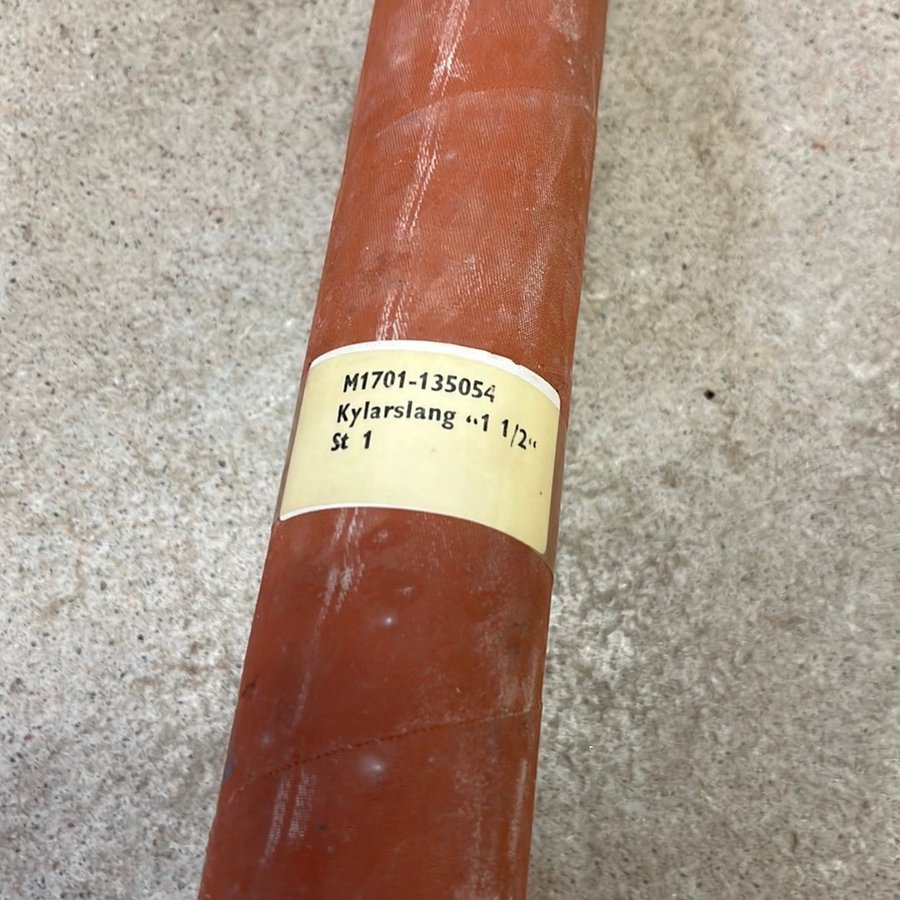 M1701-135054
Kylarslang “1 1/2“
St 1